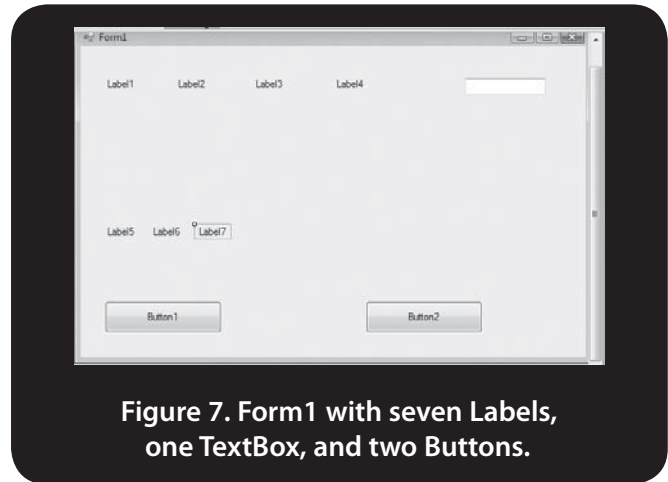 Form1
Label1 Label2 Label3 Label4
Label5 Label6 Label7
Button1 Button2
Figure 7. Form1 with seven Labels,
one TextBox, and two Buttons.